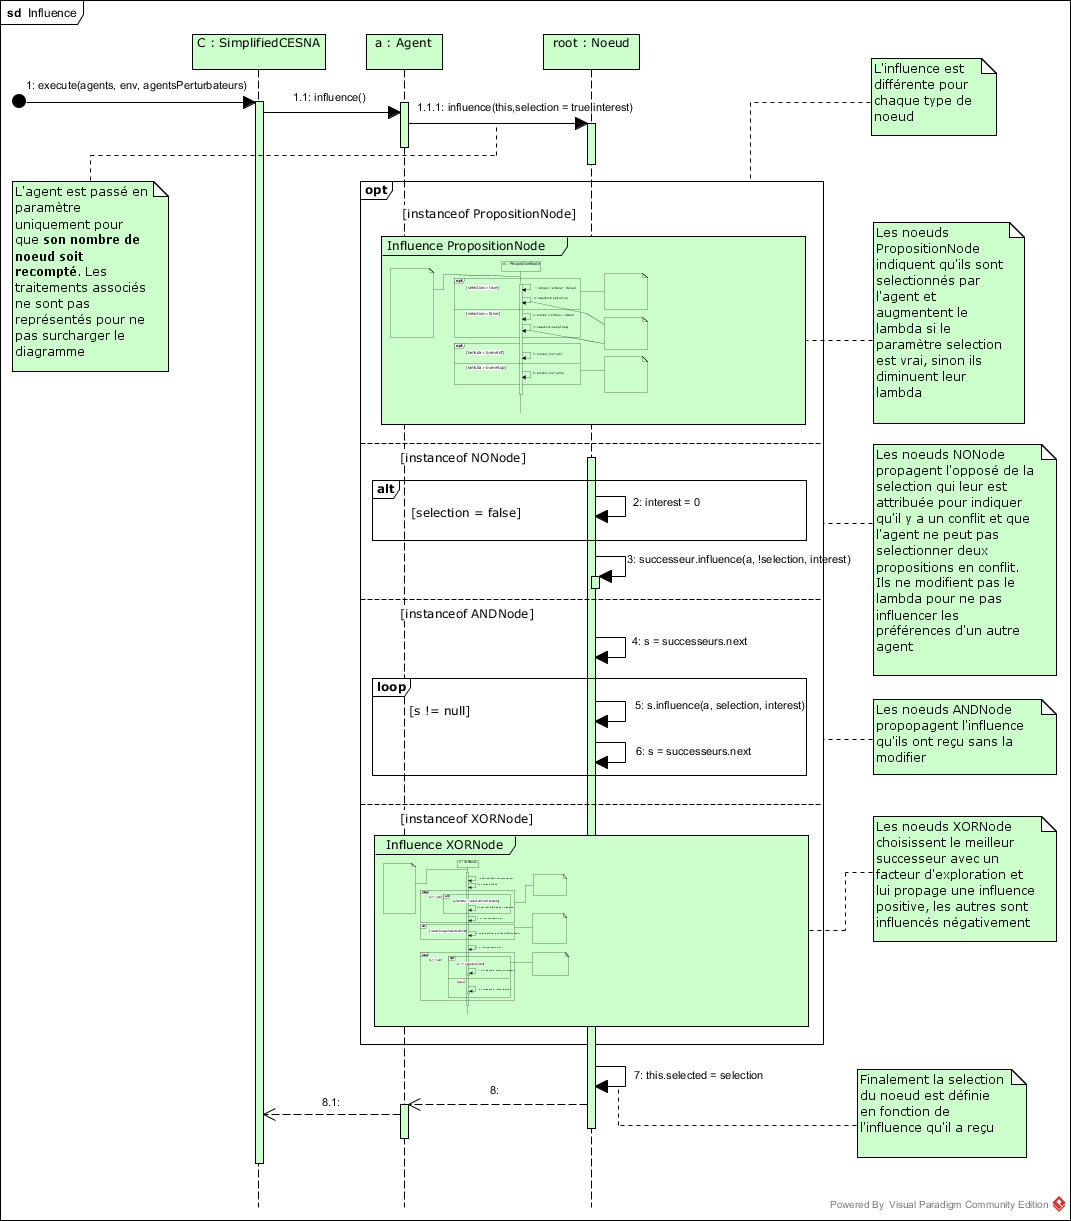 sd Influence
C : SimplifiedCESNA
a : Agent
root : Noeud
1: execute(agents, env, agentsPerturbateurs)
1.1: influence()
1.1.1: influence(this,selection = true,interest)
L'influence est
différente pour
chaque type de
noeud
L'agent est passé en
paramètre
uniquement pour
que son nombre de
noeud soit
recompté. Les
traitements associés
ne sont pas
représentés pour ne
pas surcharger le
diagramme
opt
[instanceof PropositionNode]
Influence PropositionNode
Les noeuds
PropositionNode
indiquent qu'ils sont
selectionnés par
l'agent et
augmentent le
lambda si le
paramètre selection
est vrai, sinon ils
diminuent leur
lambda
[instanceof NONode]
alt
[selection = false]
2: interest = 0
3: successeur.influence(a, !selection, interest)
Les noeuds NONode
propagent l'opposé de la
selection qui leur est
attribuée pour indiquer
qu'il y a un conflit et que
l'agent ne peut pas
selectionner deux
propositions en conflit.
Ils ne modifient pas le
lambda pour ne pas
influencer les
préférences d'un autre
agent
[instanceof ANDNode]
4: s = successeurs.next
loop
[s != null]
5: s.influence(a, selection, interest)
6: s = successeurs.next
Les noeuds ANDNode
propopagent l'influence
qu'ils ont reçu sans la
modifier
[instanceof XORNode]
Influence XORNode
Les noeuds XORNode
choisissent le meilleur
successeur avec un
facteur d'exploration et
lui propage une influence
positive, les autres sont
influencés négativement
7: this.selected = selection
8:
8.1:
Finalement la selection
du noeud est définie
en fonction de
l'influence qu'il a reçu
Powered By Visual Paradigm Community Edition